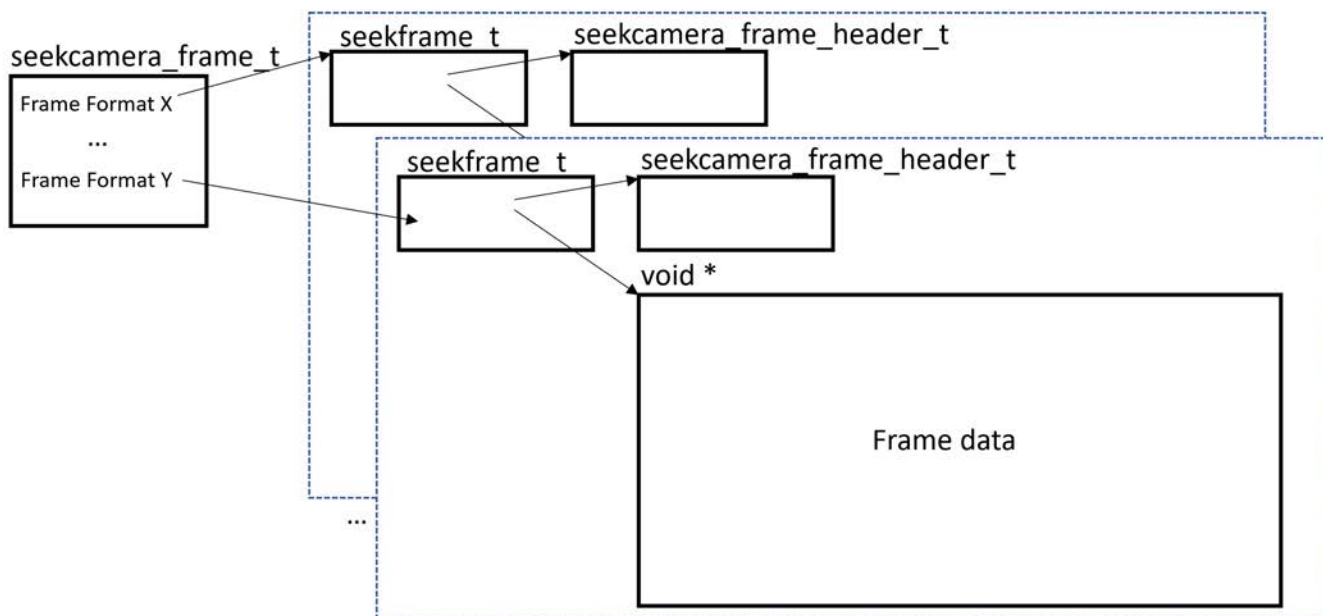 seekcamera_frame_t
Frame Format X
...
Frame Format Y
seekframe_t
seekcamera_frame_header_t
seekframe_t
seekcamera_frame_header_t
void *
Frame data
...